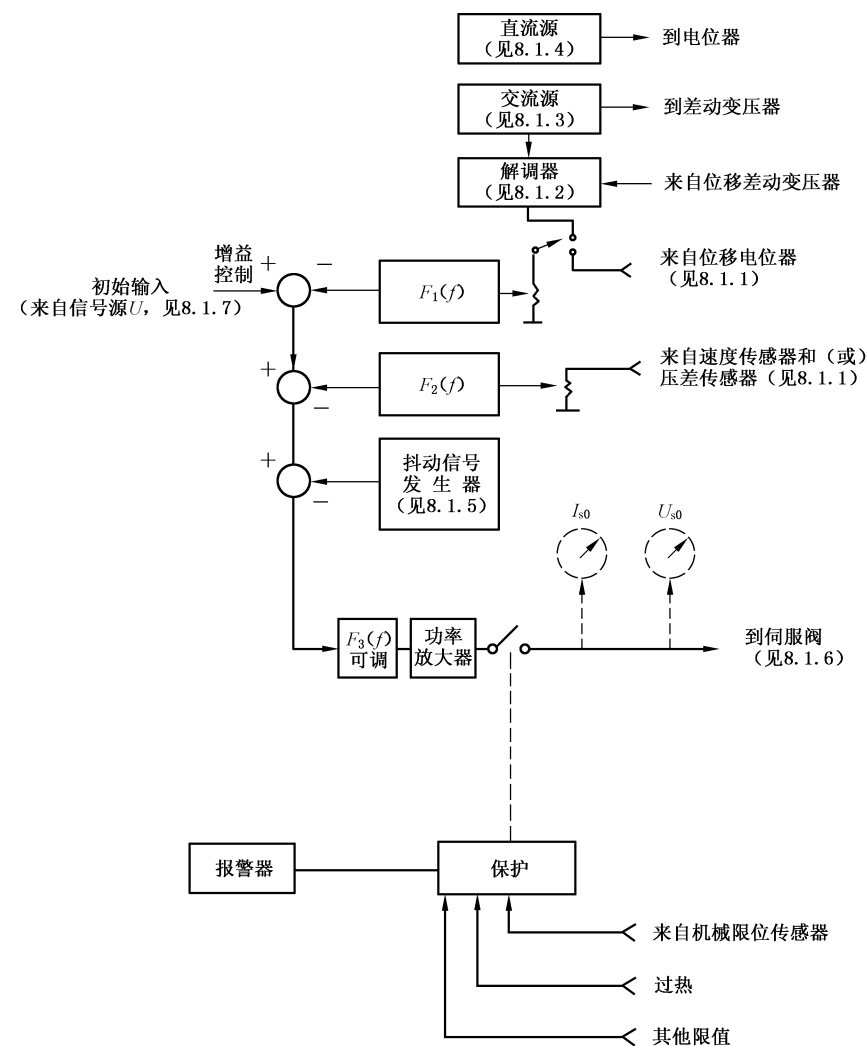 直流源
（见8.1.4）
到电位器
交流源
（见8.1.3）
到差动变压器
解调器
（见8.1.2）
来自位移差动变压器
增益
控制
+
−
初始输入
（来自信号源U，见8.1.7）
F₁(f)
来自位移电位器
（见8.1.1）
来自速度传感器和（或）
压差传感器（见8.1.1）
+
F₂(f)
−
+
抖动信号
发生器
（见8.1.5）
−
Is0
Us0
F₃(f)
可调
功率
放大器
到伺服阀
（见8.1.6）
报警器
保护
来自机械限位传感器
过热
其他限值